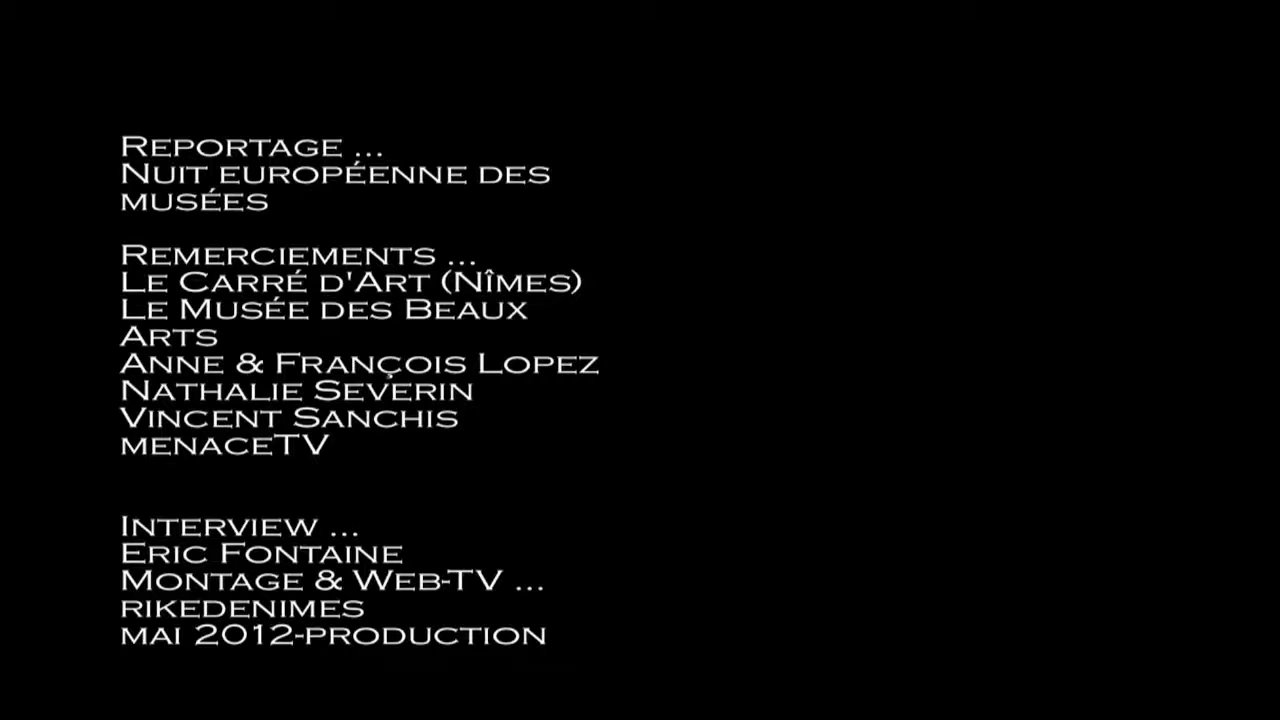 Reportage ...
Nuit européenne des
musées
Remerciements ...
Le Carré d'Art (Nîmes)
Le Musée des Beaux
Arts
Anne & François Lopez
Nathalie Severin
Vincent Sanchis
menaceTV
Interview ...
Eric Fontaine
Montage & Web-TV ...
rikedenimes
mai 2012-production